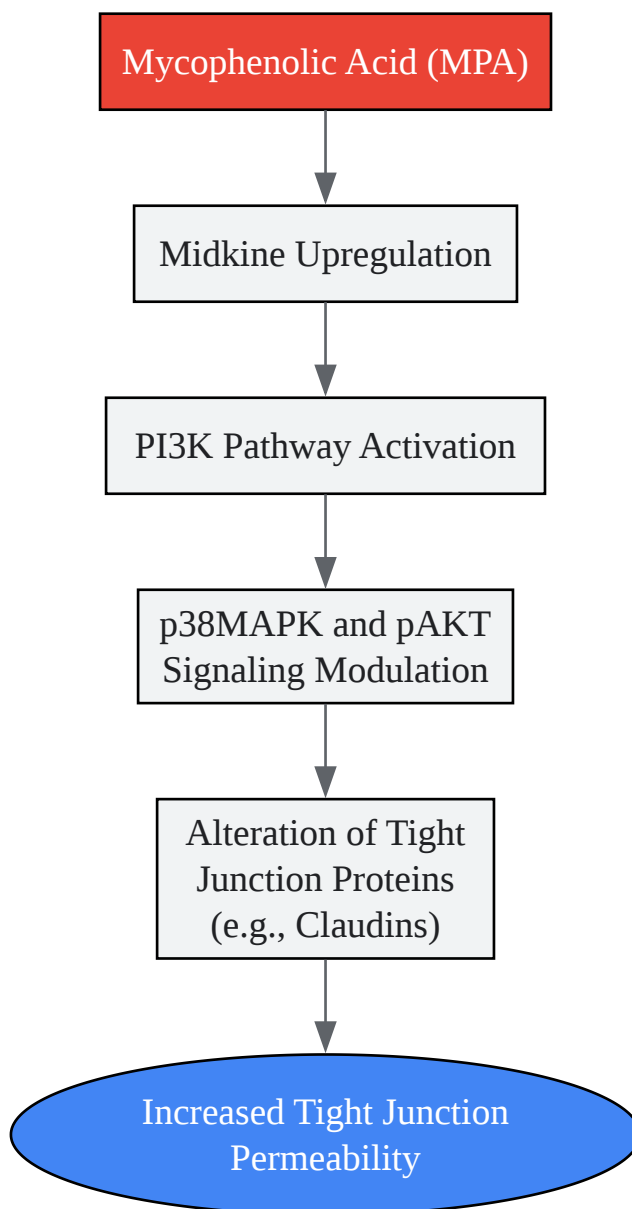 Mycophenolic Acid (MPA)
Midkine Upregulation
PI3K Pathway Activation
p38MAPK and pAKT
Signaling Modulation
Alteration of Tight
Junction Proteins
(e.g., Claudins)
Increased Tight Junction
Permeability